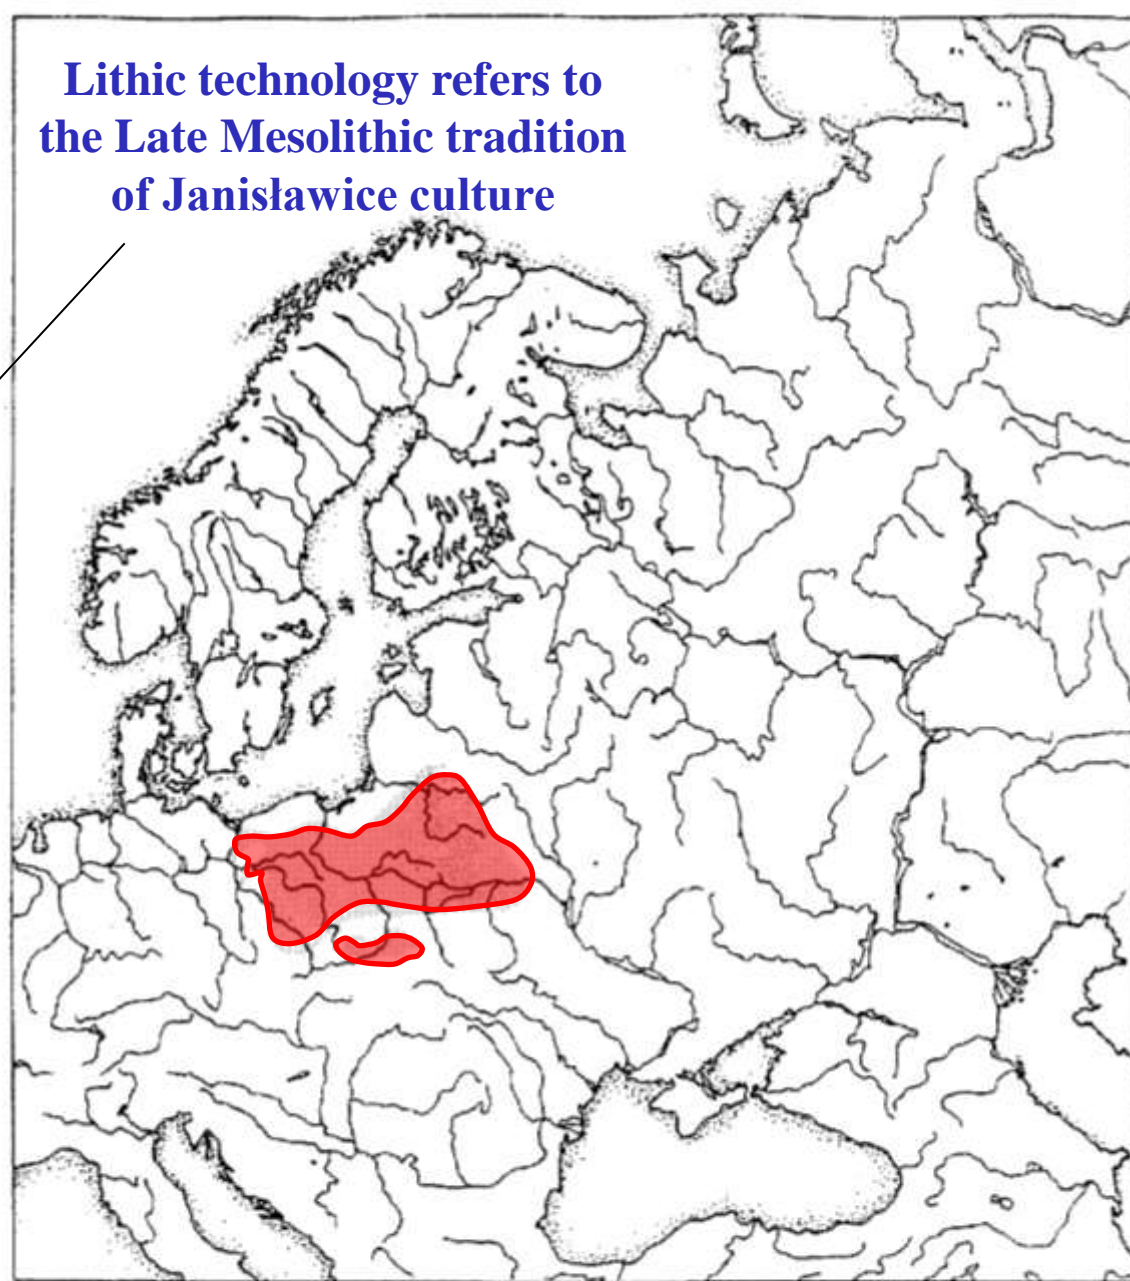 Lithic technology refers to
the Late Mesolithic tradition
of Janisławice culture